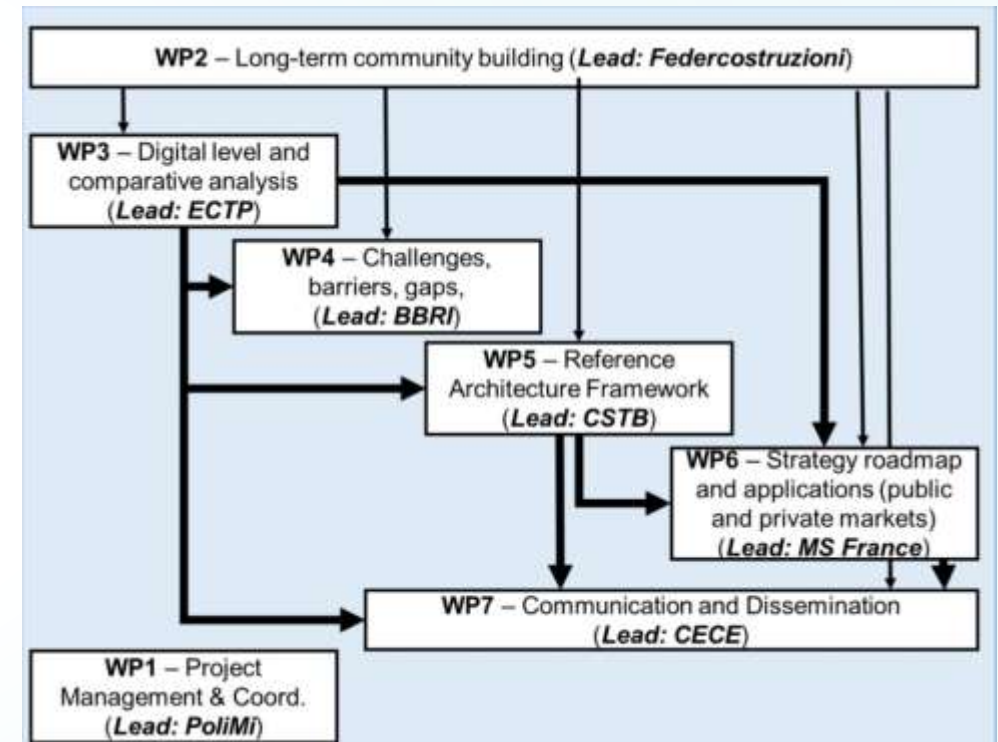 WP2 – Long-term community building (Lead: Federcostruzioni)
WP3 – Digital level and
comparative analysis
(Lead: ECTP)
WP4 – Challenges,
barriers, gaps,
(Lead: BBRI)
WP5 – Reference
Architecture Framework
(Lead: CSTB)
WP6 – Strategy roadmap
and applications (public
and private markets)
(Lead: MS France)
WP7 – Communication and Dissemination
(Lead: CECE)
WP1 – Project
Management & Coord.
(Lead: PoliMi)